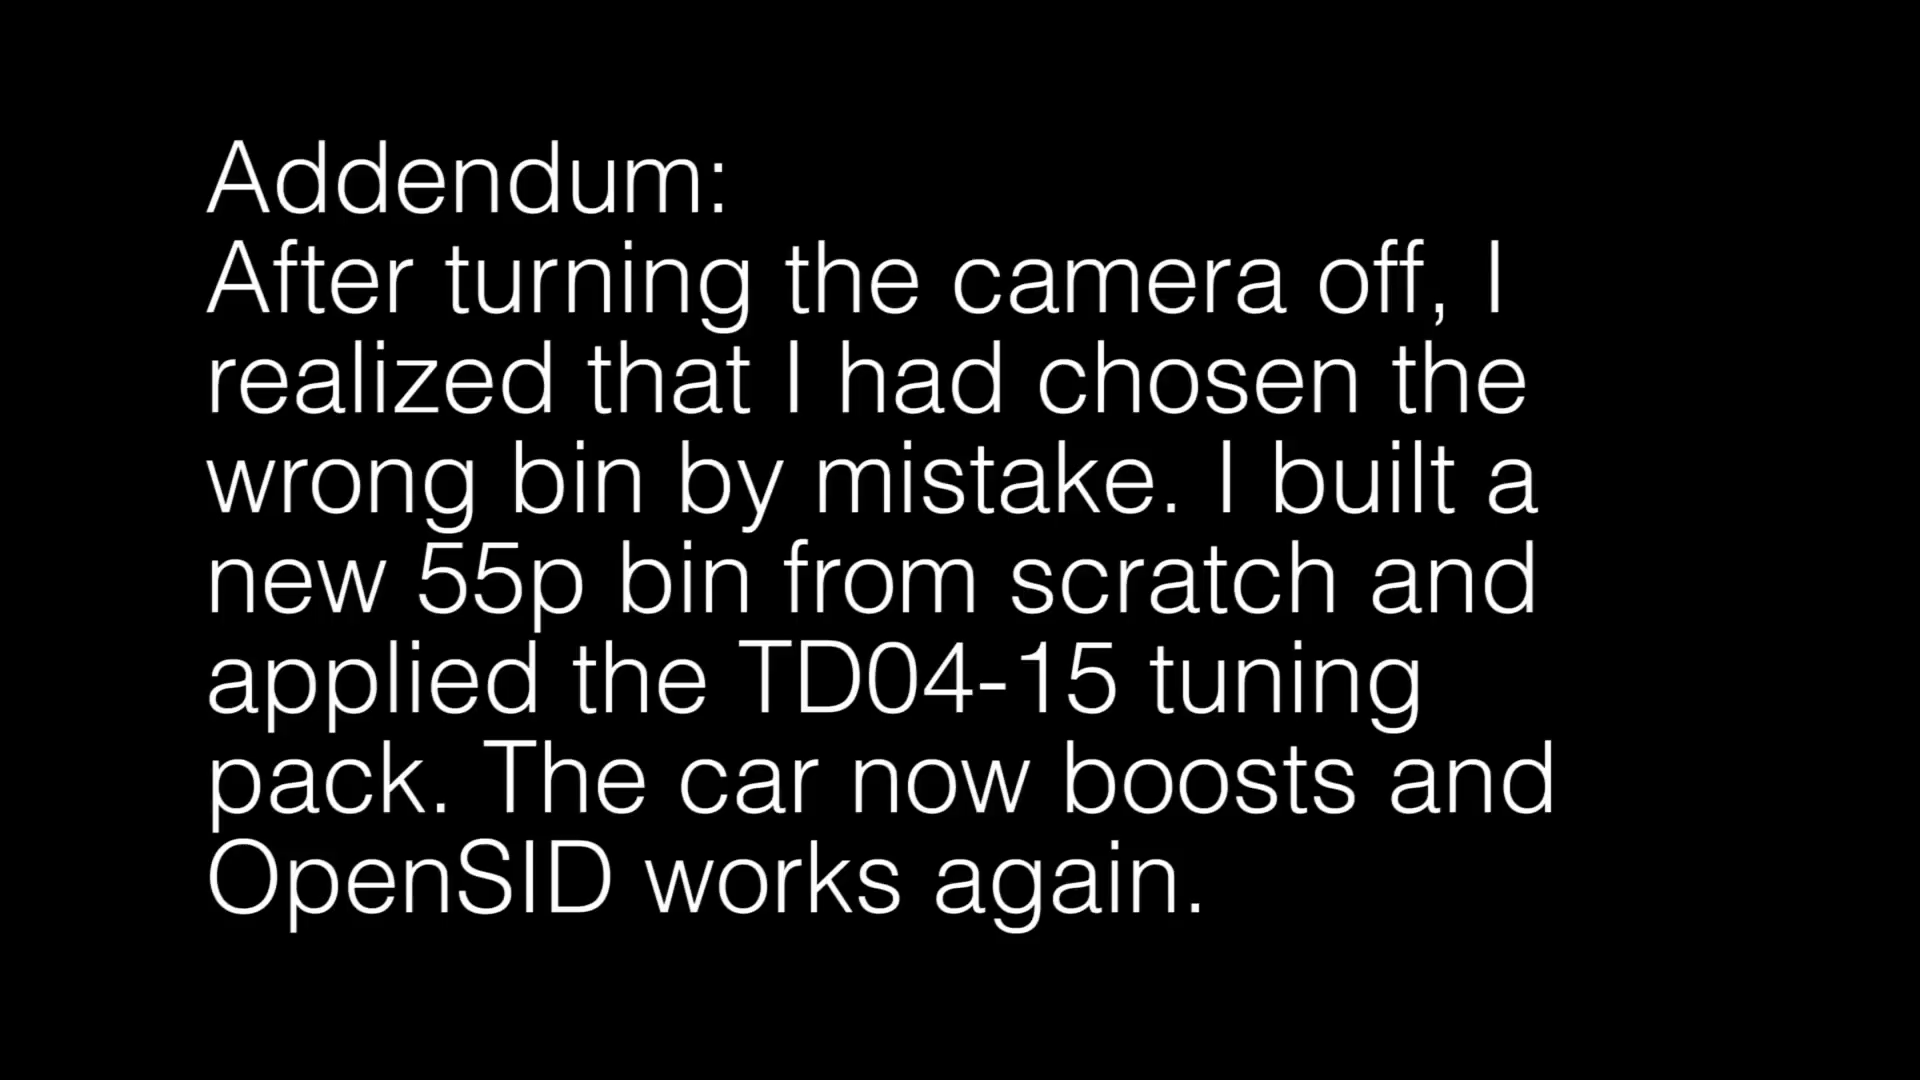 Addendum:
After turning the camera off, I
realized that I had chosen the
wrong bin by mistake. I built a
new 55p bin from scratch and
applied the TD04-15 tuning
pack. The car now boosts and
OpenSID works again.